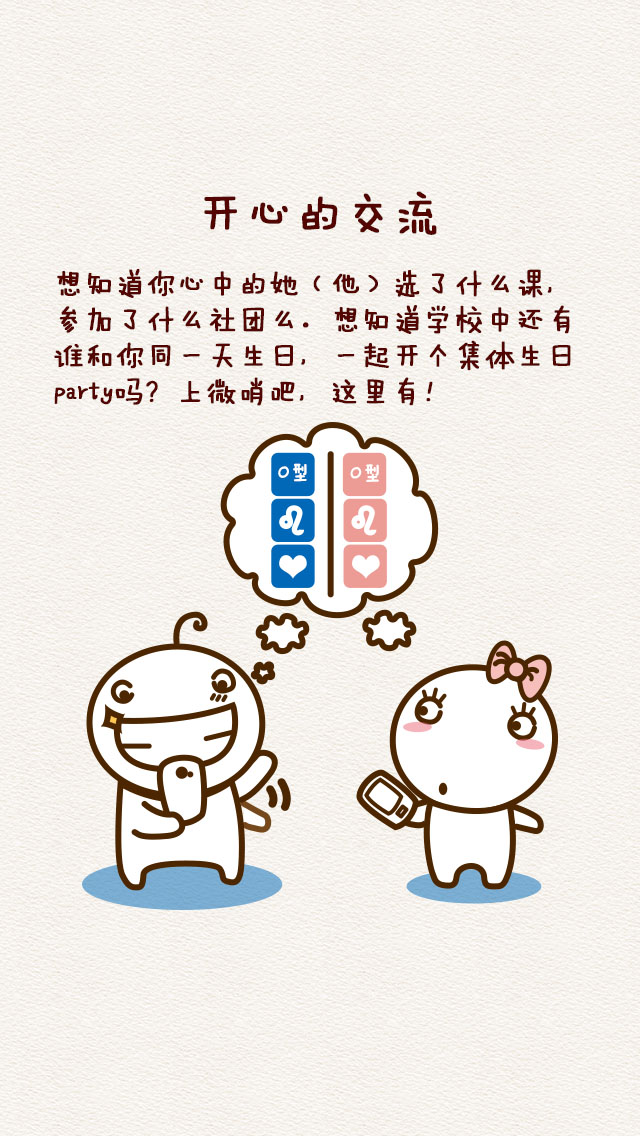 开心的交流
想知道你心中的她（他）选了什么课，
参加了什么社团么。想知道学校中还有
谁和你同一天生日，一起开个集体生日
party吗？上微哨吧，这里有！
O型 O型